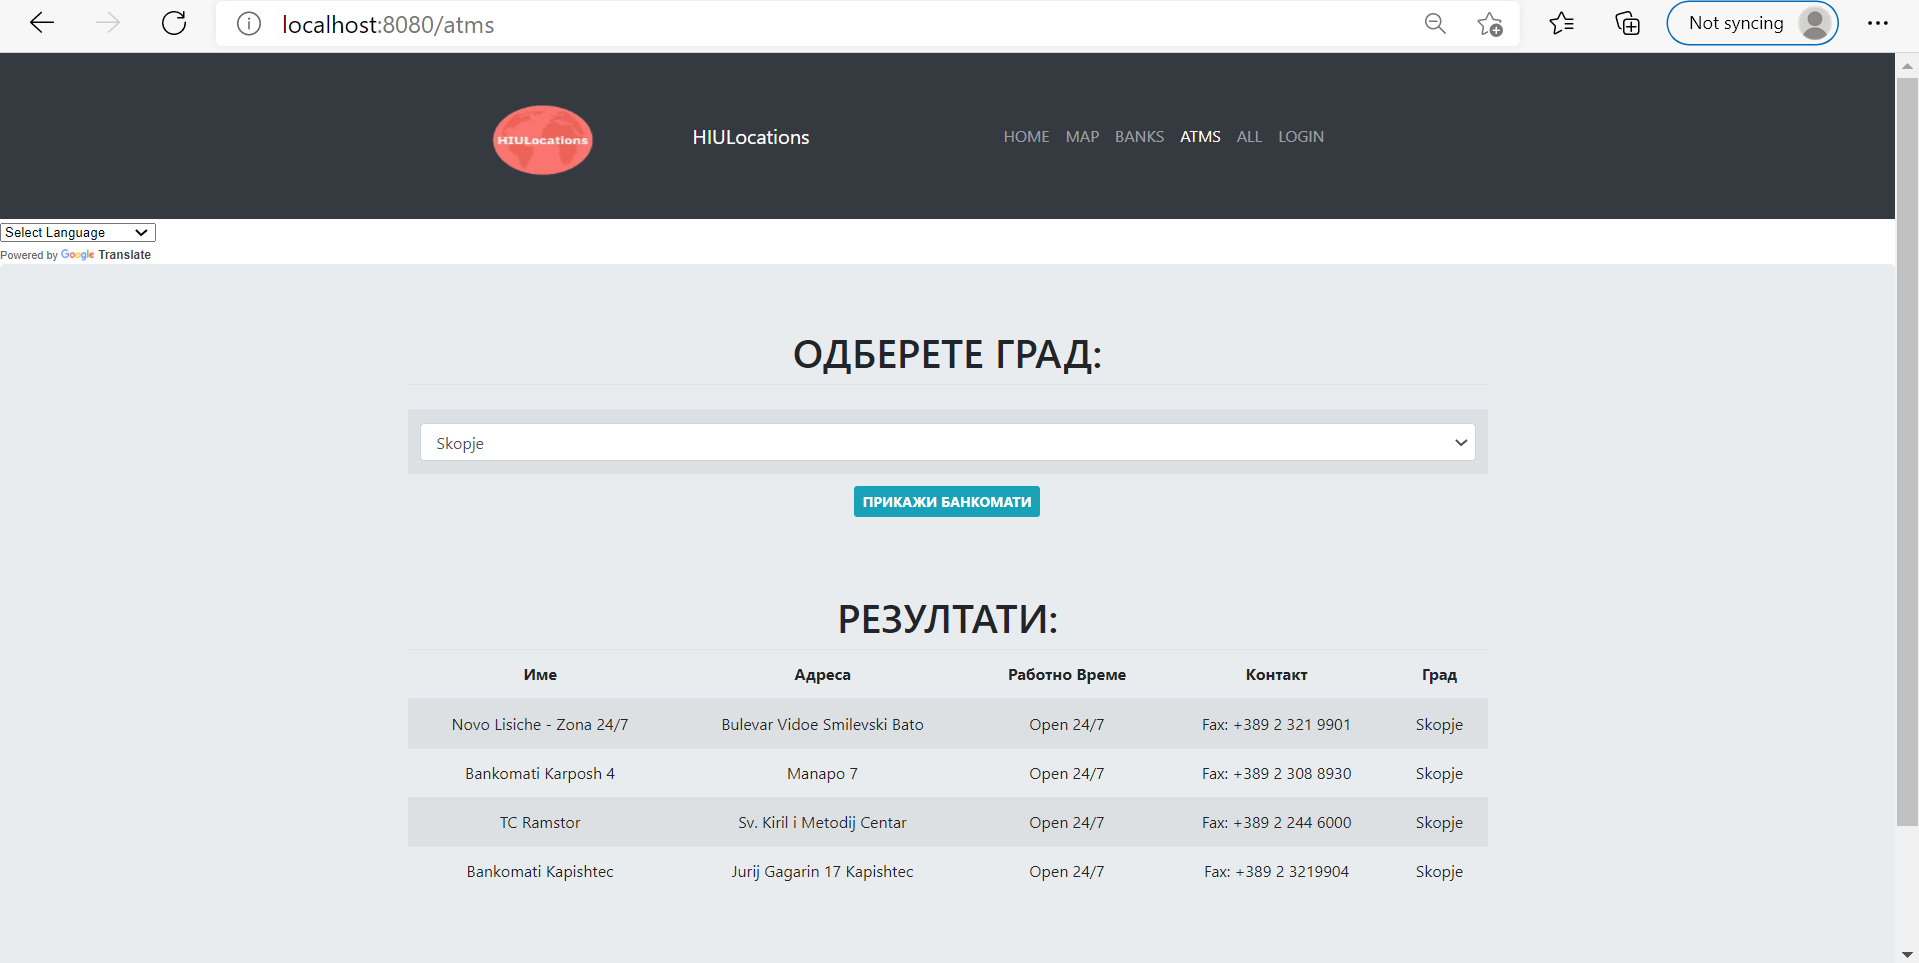 localhost:8080/atms
Not syncing
HIULocations
HIULocations
HOME MAP BANKS ATMS ALL LOGIN
Select Language
Powered by Google Translate
ОДБЕРЕТЕ ГРАД:
Skopje
ПРИКАЖИ БАНКОМАТИ
РЕЗУЛТАТИ:
Име Адреса Работно Време Контакт Град
Novo Lisiche - Zona 24/7 Bulevar Vidoe Smilevski Bato Open 24/7 Fax: +389 2 321 9901 Skopje
Bankomati Karposh 4 Manapo 7 Open 24/7 Fax: +389 2 308 8930 Skopje
TC Ramstor Sv. Kiril i Metodij Centar Open 24/7 Fax: +389 2 244 6000 Skopje
Bankomati Kapishtec Jurij Gagarin 17 Kapishtec Open 24/7 Fax: +389 2 3219904 Skopje